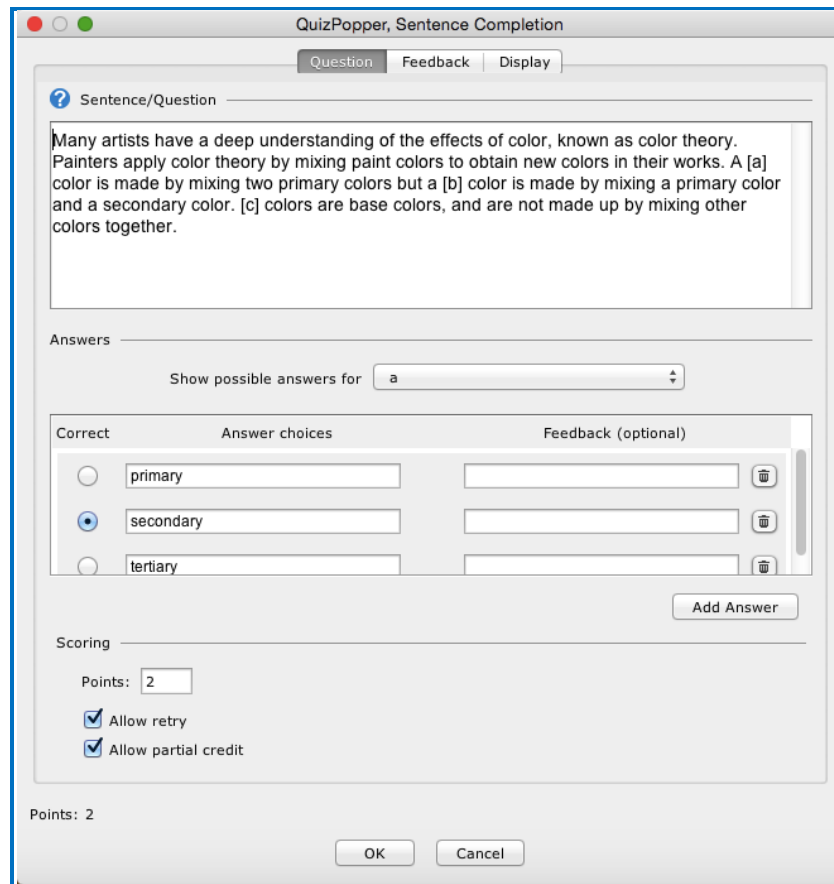 QuizPopper, Sentence Completion
Question Feedback Display
? Sentence/Question
Many artists have a deep understanding of the effects of color, known as color theory.
Painters apply color theory by mixing paint colors to obtain new colors in their works. A [a]
color is made by mixing two primary colors but a [b] color is made by mixing a primary color
and a secondary color. [c] colors are base colors, and are not made up by mixing other
colors together.
Answers
Show possible answers for a
Correct Answer choices Feedback (optional)
primary
secondary
tertiary
Add Answer
Scoring
Points: 2
Allow retry
Allow partial credit
Points: 2
OK Cancel